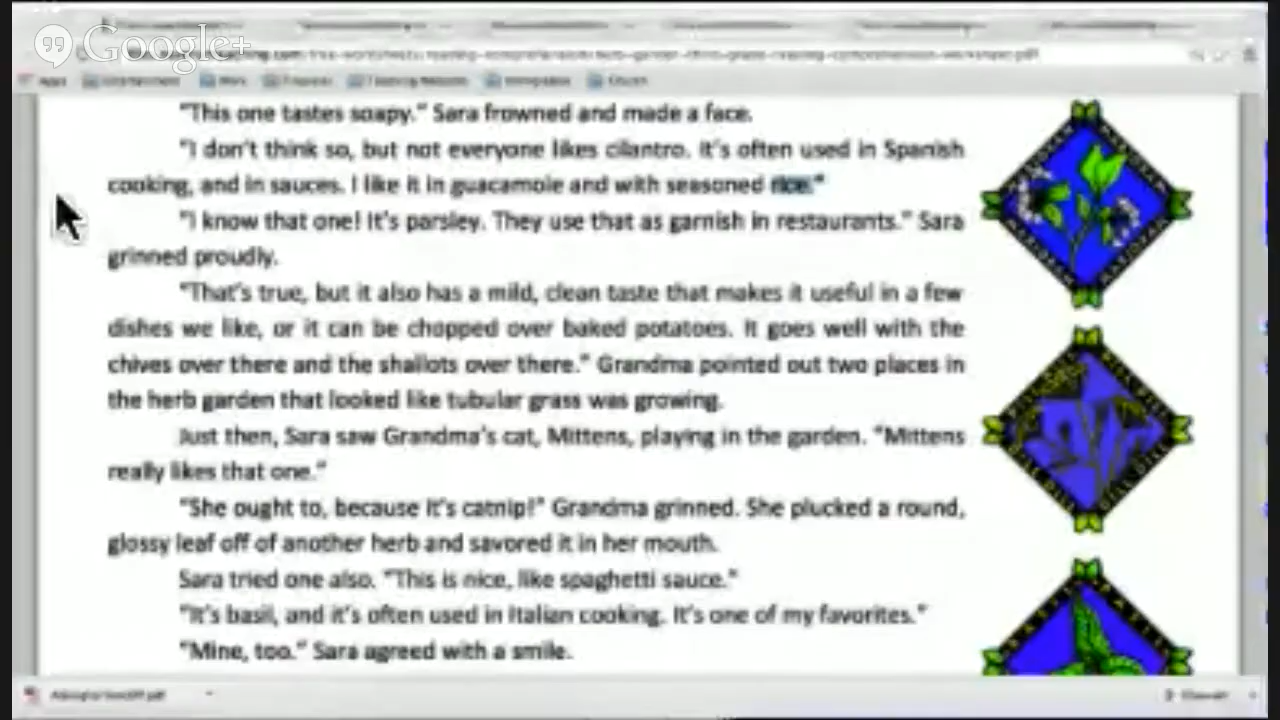 Google+
"This one tastes soapy." Sara frowned and made a face.
"I don't think so, but not everyone likes cilantro. It's often used in Spanish
cooking, and in sauces. I like it in guacamole and with seasoned rice."
"I know that one! It's parsley. They use that as garnish in restaurants." Sara
grinned proudly.
"That's true, but it also has a mild, clean taste that makes it useful in a few
dishes we like, or it can be chopped over baked potatoes. It goes well with the
chives over there and the shallots over there." Grandma pointed out two places in
the herb garden that looked like tubular grass was growing.
Just then, Sara saw Grandma's cat, Mittens, playing in the garden. "Mittens
really likes that one."
"She ought to, because it's catnip!" Grandma grinned. She plucked a round,
glossy leaf off of another herb and savored it in her mouth.
Sara tried one also. "This is nice, like spaghetti sauce."
"It's basil, and it's often used in Italian cooking. It's one of my favorites."
"Mine, too." Sara agreed with a smile.
DILL DILL